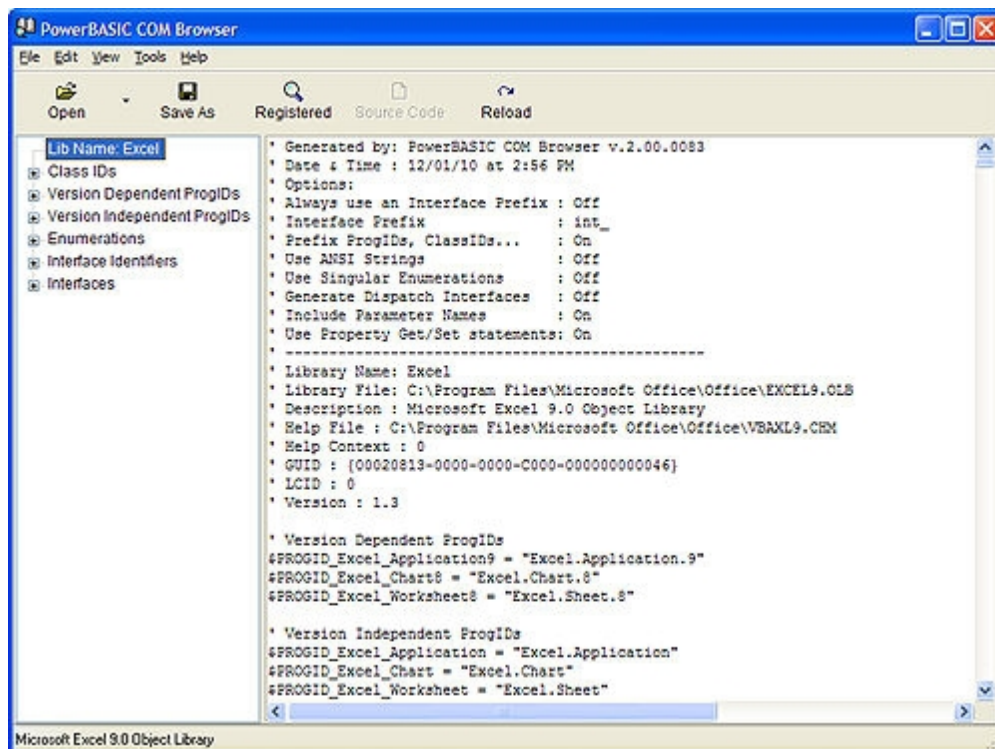 PowerBASIC COM Browser
File Edit View Tools Help
Open Save As Registered Source Code Reload
Lib Name: Excel
Class IDs
Version Dependent ProgIDs
Version Independent ProgIDs
Enumerations
Interface Identifiers
Interfaces
' Generated by: PowerBASIC COM Browser v.2.00.0083
' Date & Time : 12/01/10 at 2:56 PM
' Options:
' Always use an Interface Prefix : Off
' Interface Prefix : int_
' Prefix ProgIDs, ClassIDs... : On
' Use ANSI Strings : Off
' Use Singular Enumerations : Off
' Generate Dispatch Interfaces : Off
' Include Parameter Names : On
' Use Property Get/Set statements: On
' ------------------------------------------------
' Library Name: Excel
' Library File: C:\Program Files\Microsoft Office\Office\EXCEL9.OLB
' Description : Microsoft Excel 9.0 Object Library
' Help File : C:\Program Files\Microsoft Office\Office\VBAXL9.CHM
' Help Context : 0
' GUID : {00020813-0000-0000-C000-000000000046}
' LCID : 0
' Version : 1.3
' Version Dependent ProgIDs
$PROGID_Excel_Application9 = "Excel.Application.9"
$PROGID_Excel_Chart8 = "Excel.Chart.8"
$PROGID_Excel_Worksheet8 = "Excel.Sheet.8"
' Version Independent ProgIDs
$PROGID_Excel_Application = "Excel.Application"
$PROGID_Excel_Chart = "Excel.Chart"
$PROGID_Excel_Worksheet = "Excel.Sheet"
Microsoft Excel 9.0 Object Library